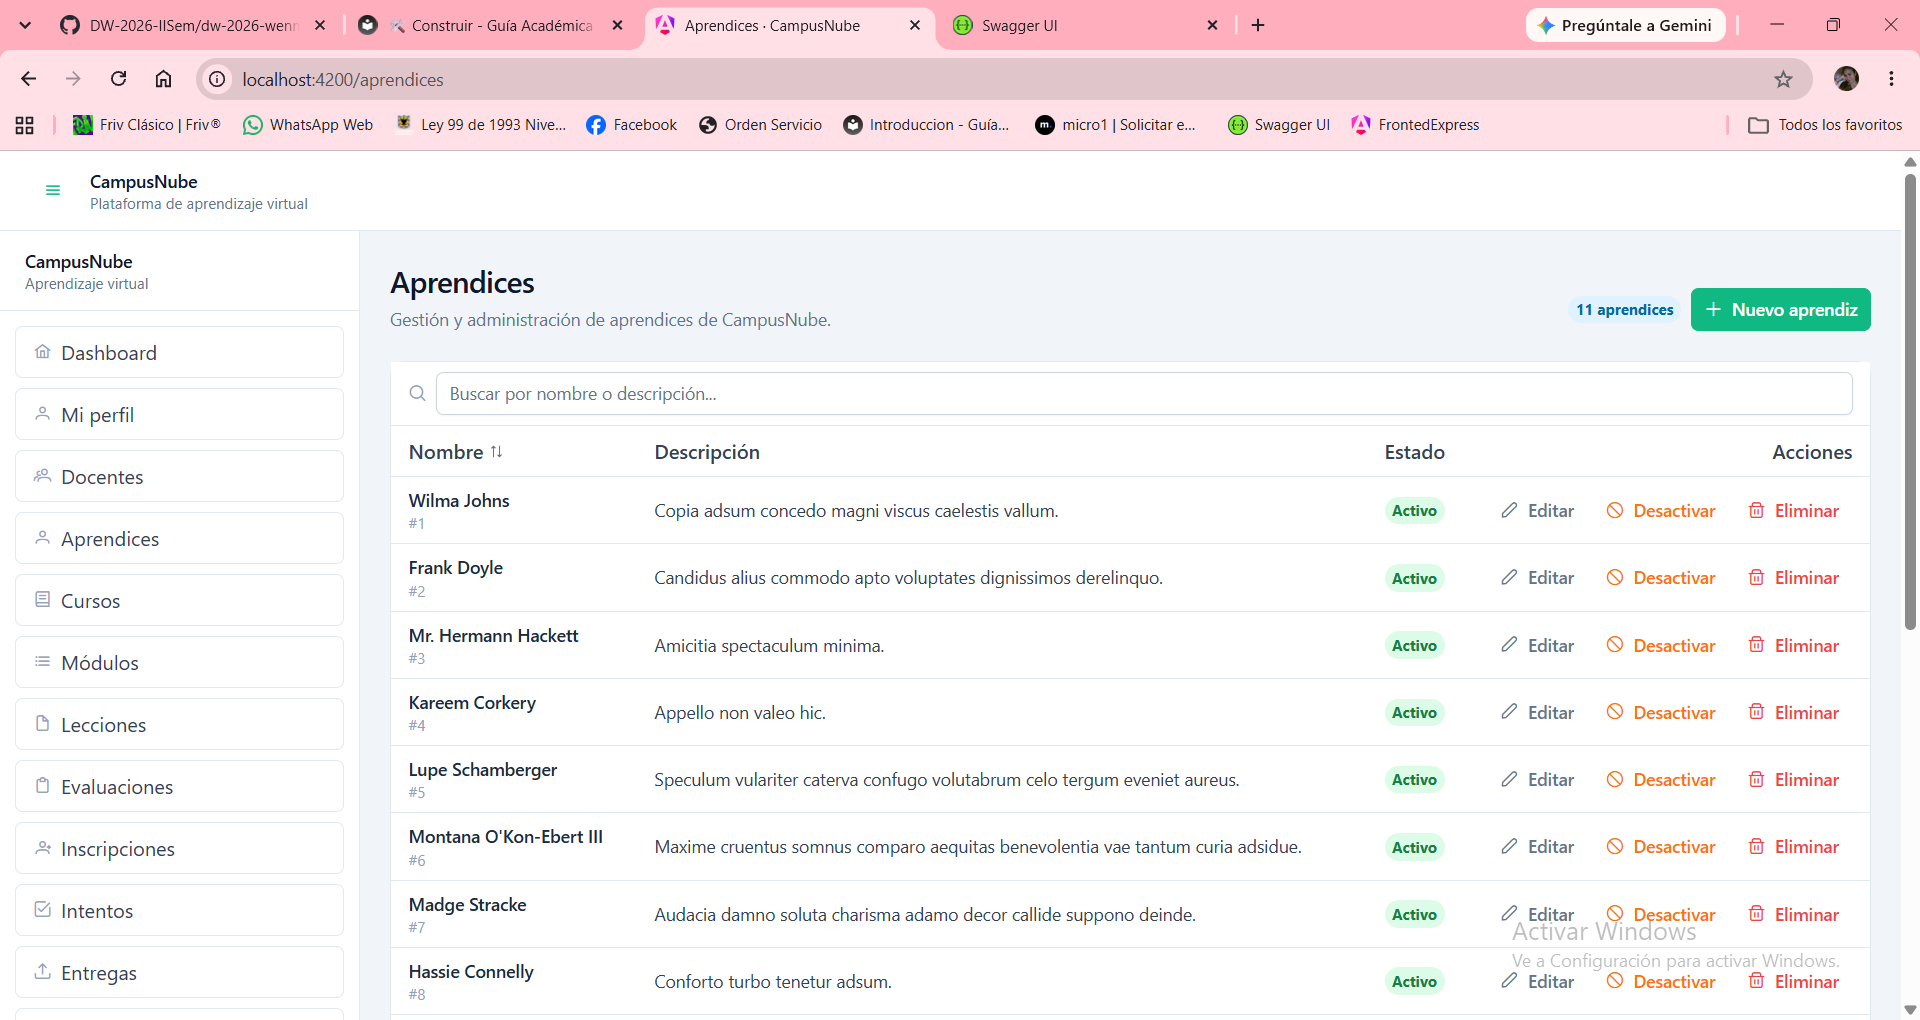 DW-2026-IISem/dw-2026-wenn
Construir - Guía Académica
Aprendices · CampusNube
Swagger UI
Pregúntale a Gemini
localhost:4200/aprendices
Friv Clásico | Friv®
WhatsApp Web
Ley 99 de 1993 Nive...
Facebook
Orden Servicio
Introduccion - Guía...
m.
micro1 | Solicitar e...
Swagger UI
FrontedExpress
Todos los favoritos
CampusNube
Plataforma de aprendizaje virtual
CampusNube
Aprendizaje virtual
Dashboard
Mi perfil
Docentes
Aprendices
Cursos
Módulos
Lecciones
Evaluaciones
Inscripciones
Intentos
Entregas
Aprendices
Gestión y administración de aprendices de CampusNube.
11 aprendices
+ Nuevo aprendiz
Buscar por nombre o descripción...
Nombre Descripción Estado Acciones
Wilma Johns
#1
Copia adsum concedo magni viscus caelestis vallum. Activo Editar Desactivar Eliminar
Frank Doyle
#2
Candidus alius commodo apto voluptates dignissimos derelinquo. Activo Editar Desactivar Eliminar
Mr. Hermann Hackett
#3
Amicitia spectaculum minima. Activo Editar Desactivar Eliminar
Kareem Corkery
#4
Appello non valeo hic. Activo Editar Desactivar Eliminar
Lupe Schamberger
#5
Speculum vulariter caterva confugo volutabrum celo tergum eveniet aureus. Activo Editar Desactivar Eliminar
Montana O'Kon-Ebert III
#6
Maxime cruentus somnus comparo aequitas benevolentia vae tantum curia adsidue. Activo Editar Desactivar Eliminar
Madge Stracke
#7
Audacia damno soluta charisma adamo decor callide suppono deinde. Activo Editar Desactivar Eliminar
Hassie Connelly
#8
Conforto turbo tenetur adsum. Activo Editar Desactivar Eliminar
Activar Windows
Ve a Configuración para activar Windows.